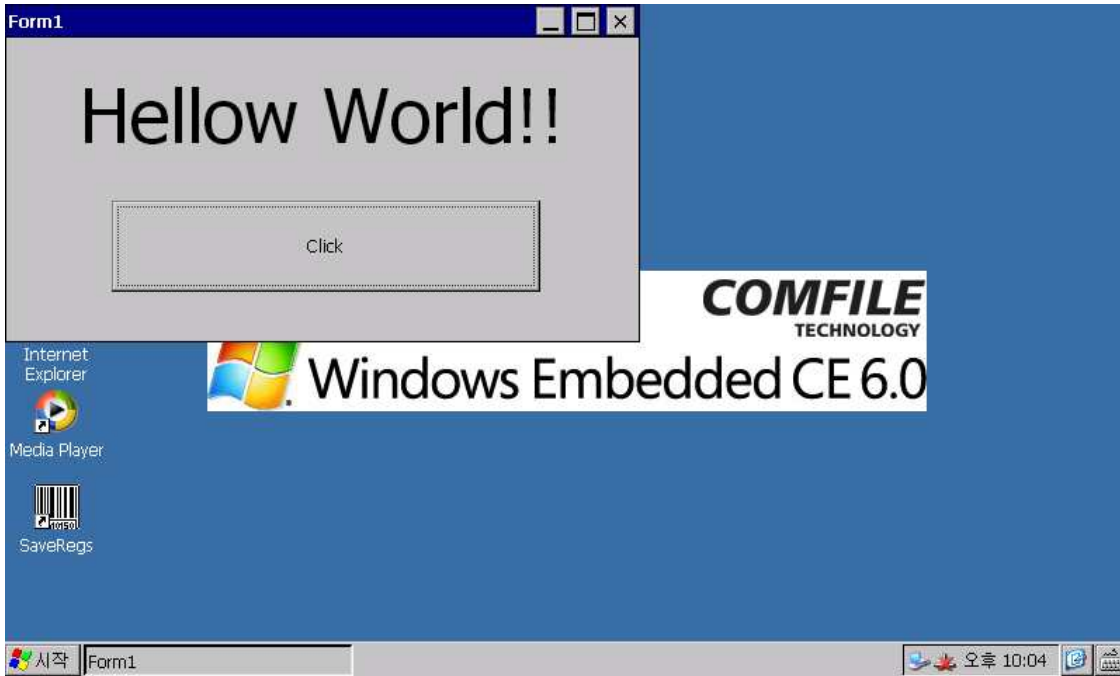 Form1
Hellow World!!
Click
COMFILE
TECHNOLOGY
Windows Embedded CE 6.0
Internet
Explorer
Media Player
SaveRegs
시작
Form1
오후 10:04